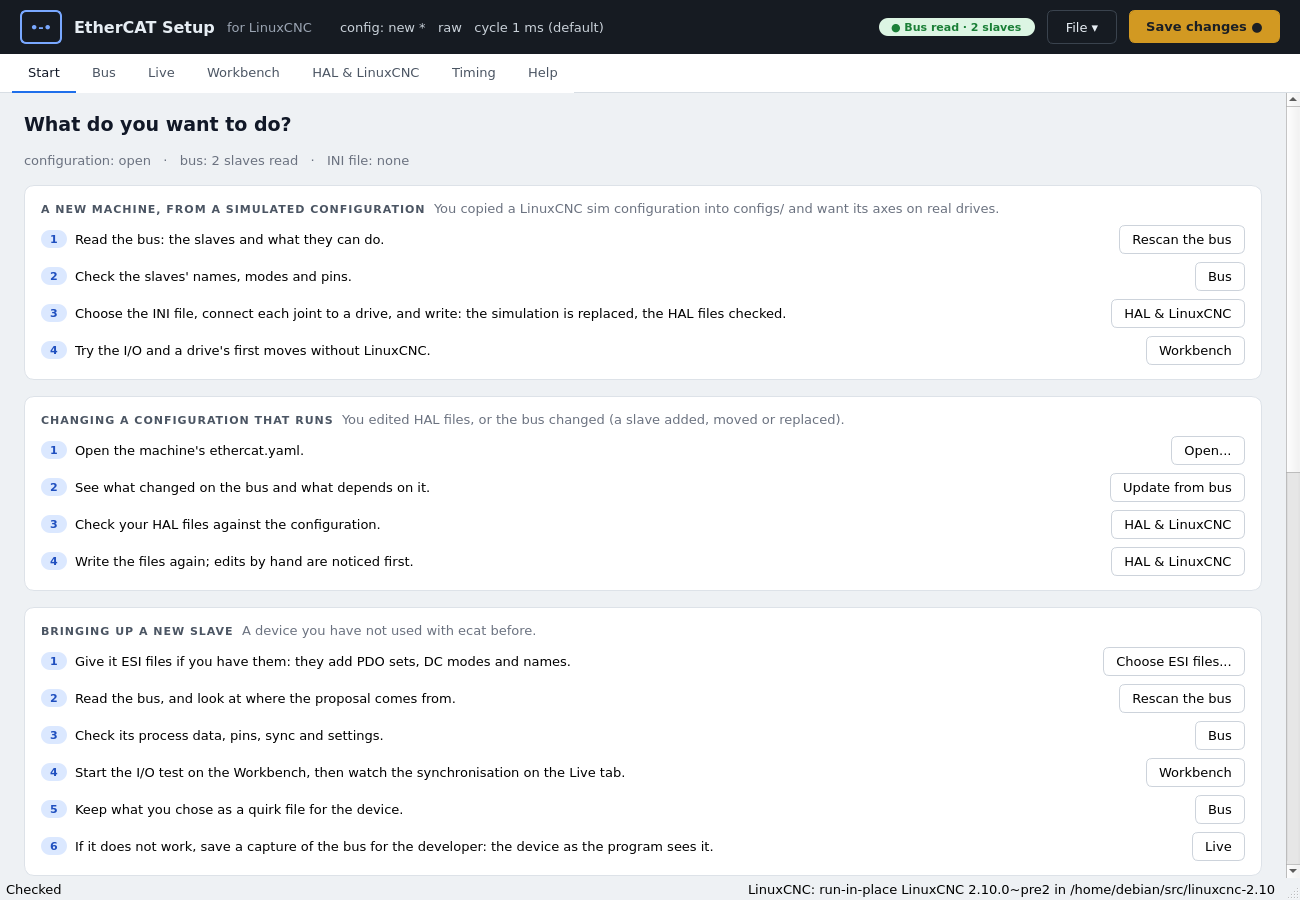 EtherCAT Setup for LinuxCNC config: new * raw cycle 1 ms (default) ● Bus read · 2 slaves File ▾ Save changes ●
Start Bus Live Workbench HAL & LinuxCNC Timing Help
What do you want to do?
configuration: open · bus: 2 slaves read · INI file: none
A NEW MACHINE, FROM A SIMULATED CONFIGURATION You copied a LinuxCNC sim configuration into configs/ and want its axes on real drives.
1 Read the bus: the slaves and what they can do. Rescan the bus
2 Check the slaves' names, modes and pins. Bus
3 Choose the INI file, connect each joint to a drive, and write: the simulation is replaced, the HAL files checked. HAL & LinuxCNC
4 Try the I/O and a drive's first moves without LinuxCNC. Workbench
CHANGING A CONFIGURATION THAT RUNS You edited HAL files, or the bus changed (a slave added, moved or replaced).
1 Open the machine's ethercat.yaml. Open...
2 See what changed on the bus and what depends on it. Update from bus
3 Check your HAL files against the configuration. HAL & LinuxCNC
4 Write the files again; edits by hand are noticed first. HAL & LinuxCNC
BRINGING UP A NEW SLAVE A device you have not used with ecat before.
1 Give it ESI files if you have them: they add PDO sets, DC modes and names. Choose ESI files...
2 Read the bus, and look at where the proposal comes from. Rescan the bus
3 Check its process data, pins, sync and settings. Bus
4 Start the I/O test on the Workbench, then watch the synchronisation on the Live tab. Workbench
5 Keep what you chose as a quirk file for the device. Bus
6 If it does not work, save a capture of the bus for the developer: the device as the program sees it. Live
Checked LinuxCNC: run-in-place LinuxCNC 2.10.0~pre2 in /home/debian/src/linuxcnc-2.10